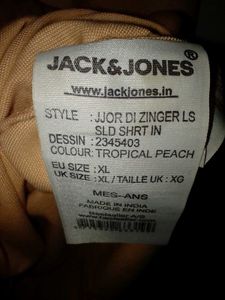 JACK&JONES®
www.jackjones.in
STYLE : JJOR DI ZINGER LS
SLD SHRT IN
DESSIN : 2345403
COLOUR: TROPICAL PEACH
EU SIZE : XL
UK SIZE : XL / TAILLE UK : XG
MES--ANS
MADE IN INDIA
FABRIQUE EN INDE
Bestseller A/S